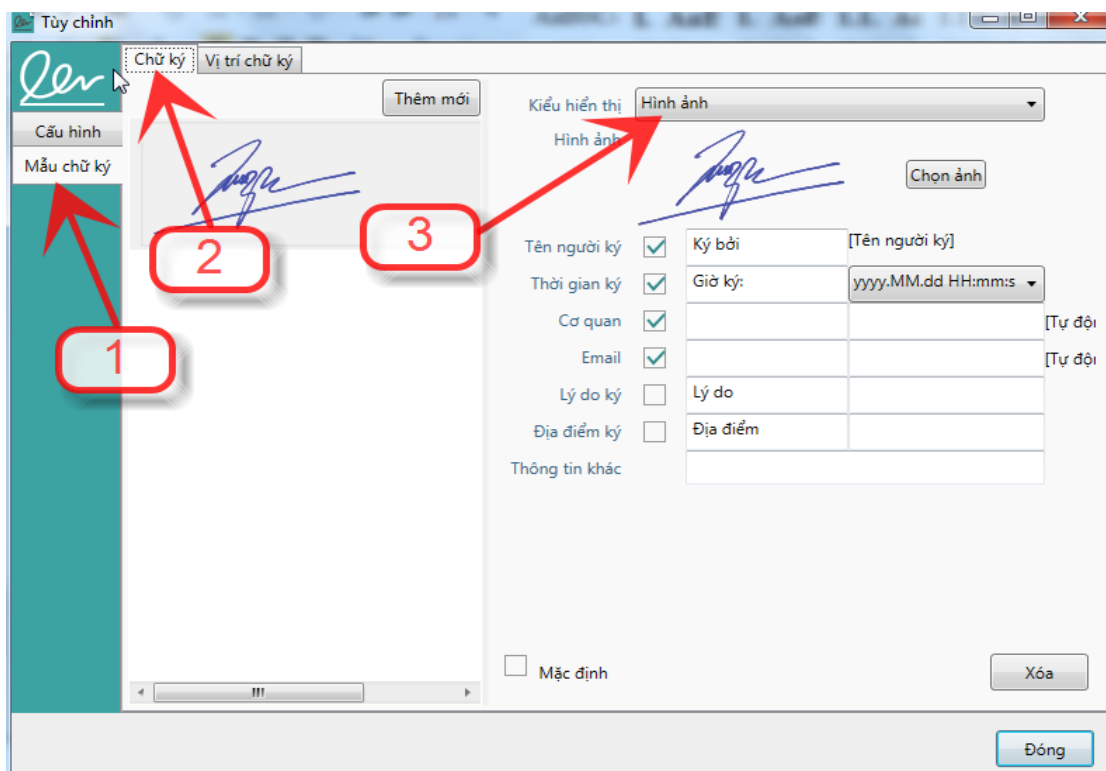 Tùy chỉnh
Chữ ký Vị trí chữ ký
Cấu hình
Mẫu chữ ký
Thêm mới
Kiểu hiển thị Hình ảnh
Hình ảnh
Chọn ảnh
Tên người ký Ký bởi [Tên người ký]
Thời gian ký Giờ ký: yyyy.MM.dd HH:mm:s
Cơ quan [Tự độn
Email [Tự độn
Lý do ký Lý do
Địa điểm ký Địa điểm
Thông tin khác
1
2
3
Mặc định
Xóa
Đóng